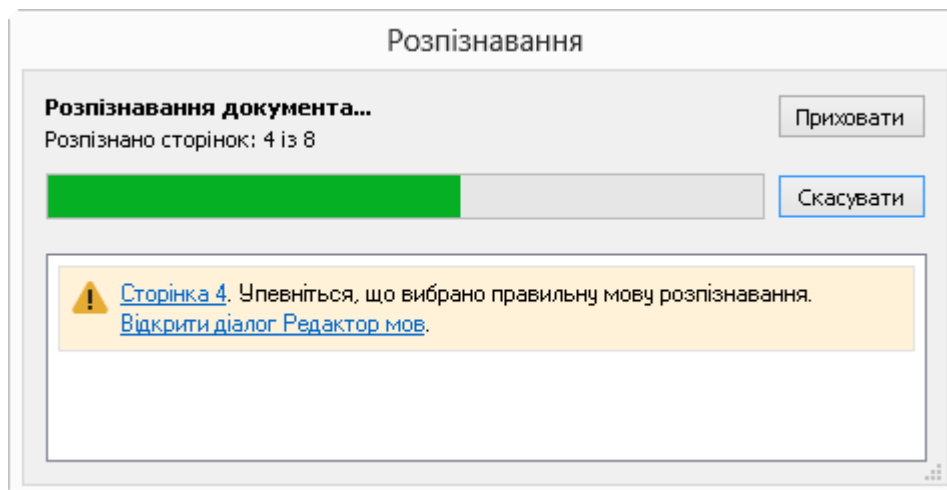 Розпізнавання
Розпізнавання документа...
Розпізнано сторінок: 4 із 8
Приховати
Скасувати
Сторінка 4. Упевніться, що вибрано правильну мову розпізнавання.
Відкрити діалог Редактор мов.